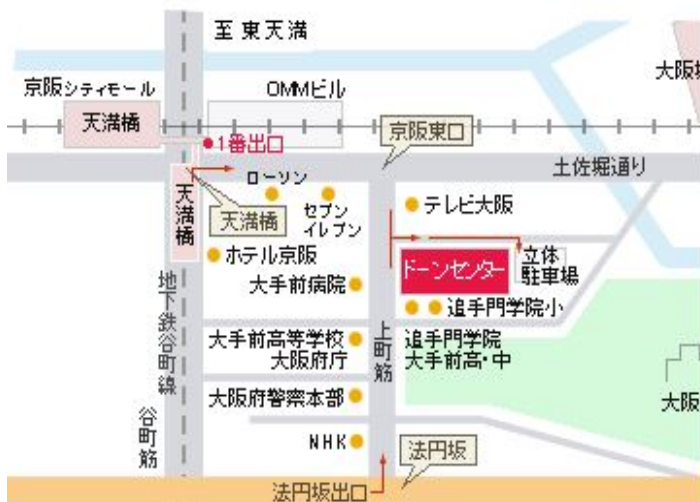 至東天満
京阪シティモール
OMMビル
大阪城
天満橋
1番出口
京阪東口
土佐堀通り
ローソン
天満橋
天満橋
セブン
イレブン
テレビ大阪
ホテル京阪
ドーンセンター
立体
駐車場
大手前病院
追手門学院小
地下鉄谷町線
上町筋
大手前高等学校
大阪府庁
追手門学院
大手前高・中
大阪府警察本部
大阪
谷町筋
NHK
法円坂
法円坂出口